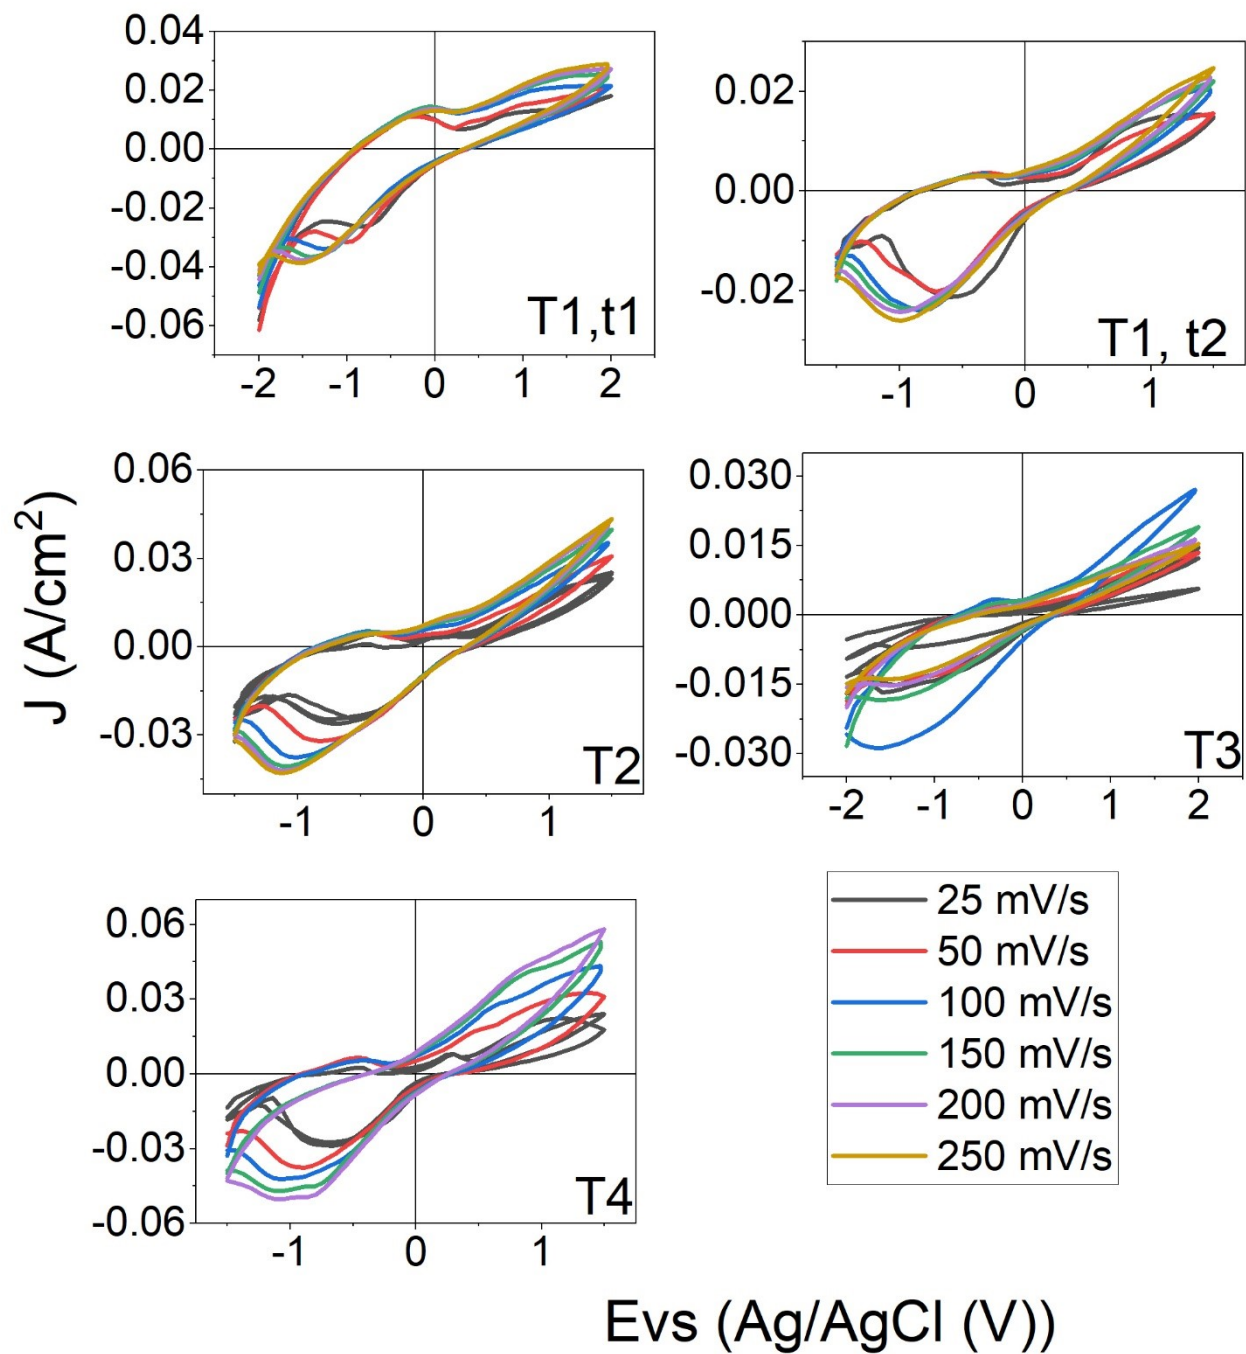 0.04
0.02
0.00
-0.02
-0.04
-0.06
-2 -1 0 1 2
T1,t1
0.02
0.00
-0.02
-1 0 1
T1, t2
J (A/cm²)
0.06
0.03
0.00
-0.03
-1 0 1
T2
0.030
0.015
0.000
-0.015
-0.030
-2 -1 0 1 2
T3
0.06
0.03
0.00
-0.03
-0.06
-1 0 1
T4
25 mV/s
50 mV/s
100 mV/s
150 mV/s
200 mV/s
250 mV/s
Evs (Ag/AgCl (V))